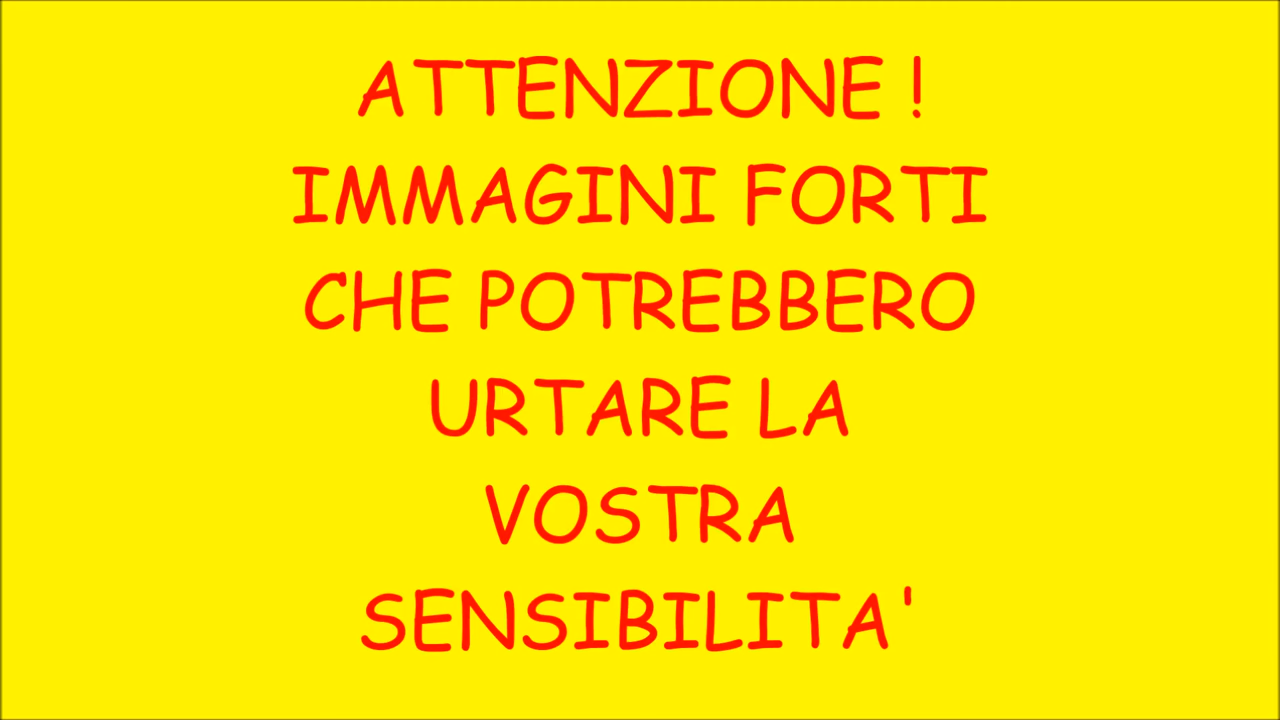 ATTENZIONE !
IMMAGINI FORTI
CHE POTREBBERO
URTARE LA
VOSTRA
SENSIBILITA'